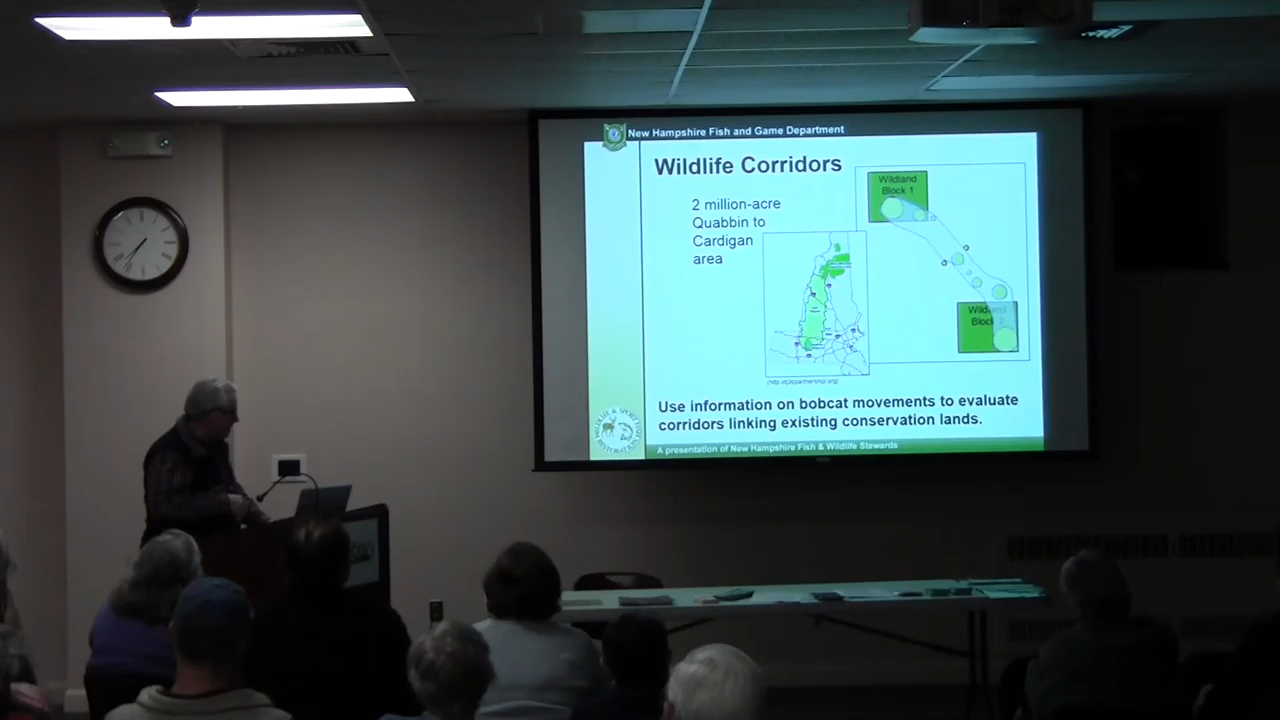 New Hampshire Fish and Game Department
Wildlife Corridors
2 million-acre
Quabbin to
Cardigan
area
Wildland
Block 1
Wildland
Block 2
Use information on bobcat movements to evaluate
corridors linking existing conservation lands.
A presentation of New Hampshire Fish & Wildlife Stewards